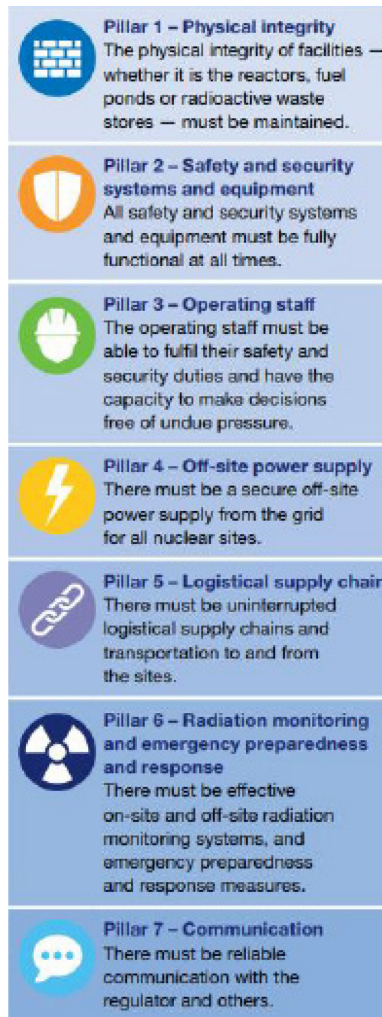 Pillar 1 – Physical integrity
The physical integrity of facilities —
whether it is the reactors, fuel
ponds or radioactive waste
stores — must be maintained.
Pillar 2 – Safety and security
systems and equipment
All safety and security systems
and equipment must be fully
functional at all times.
Pillar 3 – Operating staff
The operating staff must be
able to fulfil their safety and
security duties and have the
capacity to make decisions
free of undue pressure.
Pillar 4 – Off-site power supply
There must be a secure off-site
power supply from the grid
for all nuclear sites.
Pillar 5 – Logistical supply chain
There must be uninterrupted
logistical supply chains and
transportation to and from
the sites.
Pillar 6 – Radiation monitoring
and emergency preparedness
and response
There must be effective
on-site and off-site radiation
monitoring systems, and
emergency preparedness
and response measures.
Pillar 7 – Communication
There must be reliable
communication with the
regulator and others.